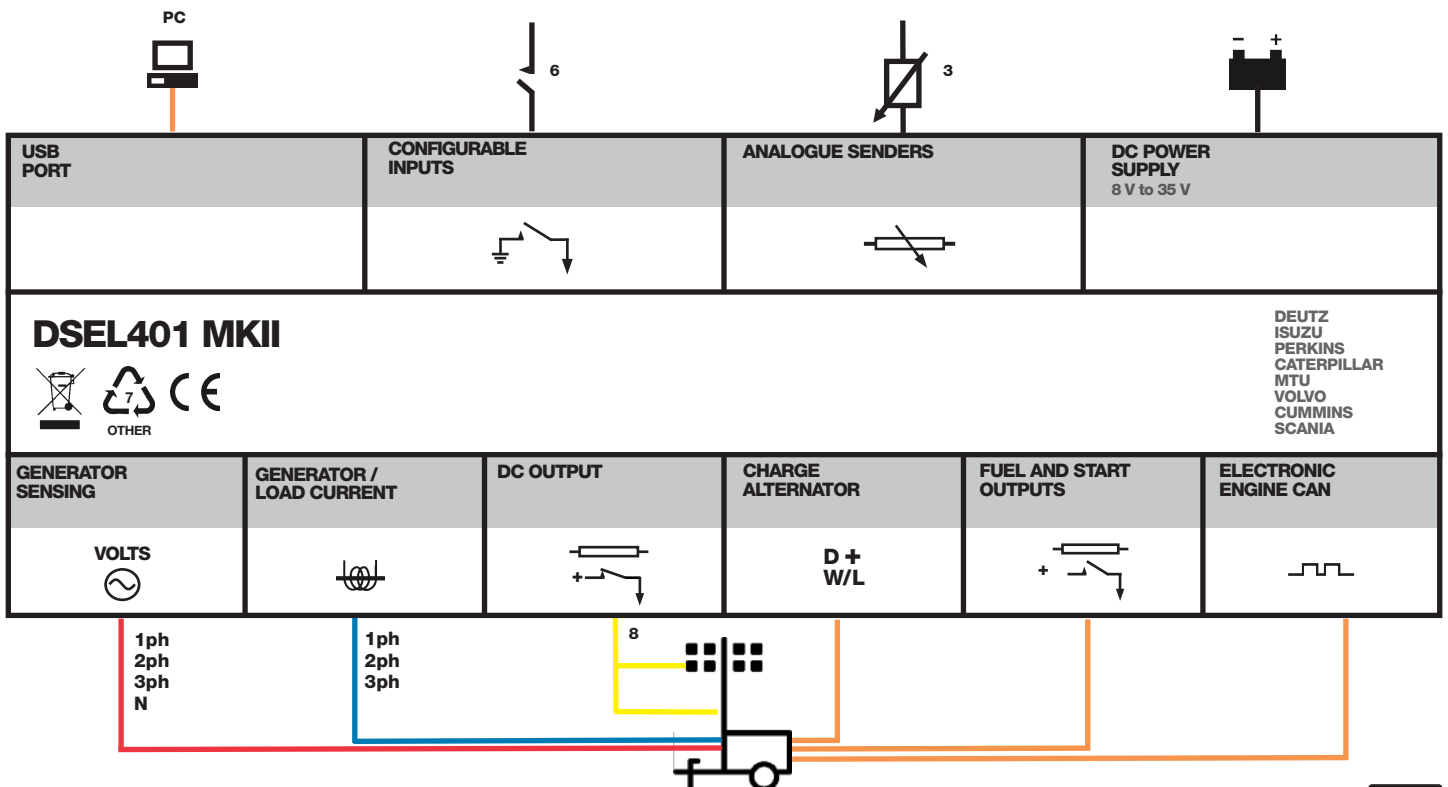 PC
6
3
- +
USB
PORT
CONFIGURABLE
INPUTS
ANALOGUE SENDERS
DC POWER
SUPPLY
8 V to 35 V
DSEL401 MKII
7
OTHER
CE
DEUTZ
ISUZU
PERKINS
CATERPILLAR
MTU
VOLVO
CUMMINS
SCANIA
GENERATOR
SENSING
VOLTS
GENERATOR /
LOAD CURRENT
DC OUTPUT
+
CHARGE
ALTERNATOR
D +
W/L
FUEL AND START
OUTPUTS
+
ELECTRONIC
ENGINE CAN
1ph
2ph
3ph
N
1ph
2ph
3ph
8